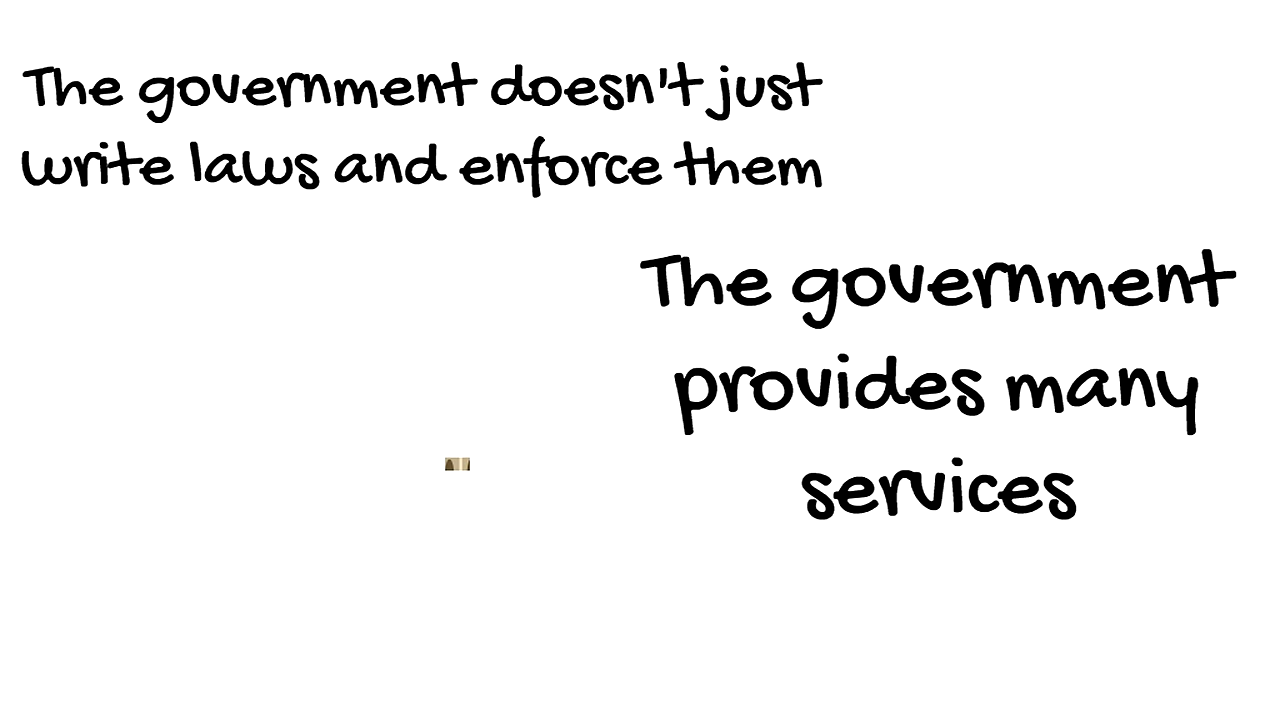 The government doesn't just
write laws and enforce them
The government
provides many
services